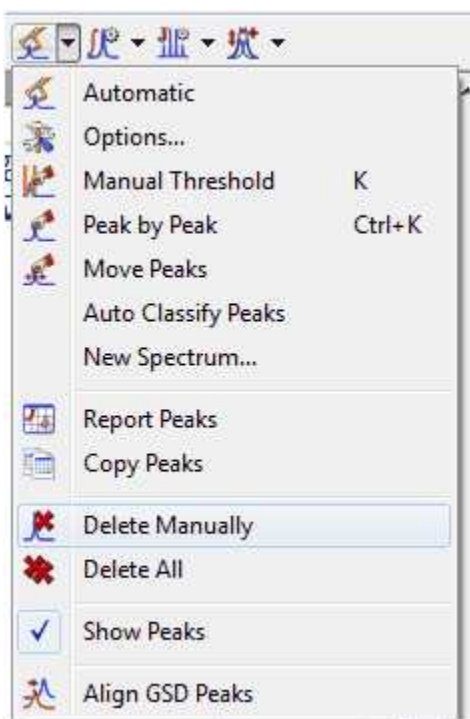 Automatic
Options...
Manual Threshold K
Peak by Peak Ctrl+K
Move Peaks
Auto Classify Peaks
New Spectrum...
Report Peaks
Copy Peaks
Delete Manually
Delete All
Show Peaks
Align GSD Peaks